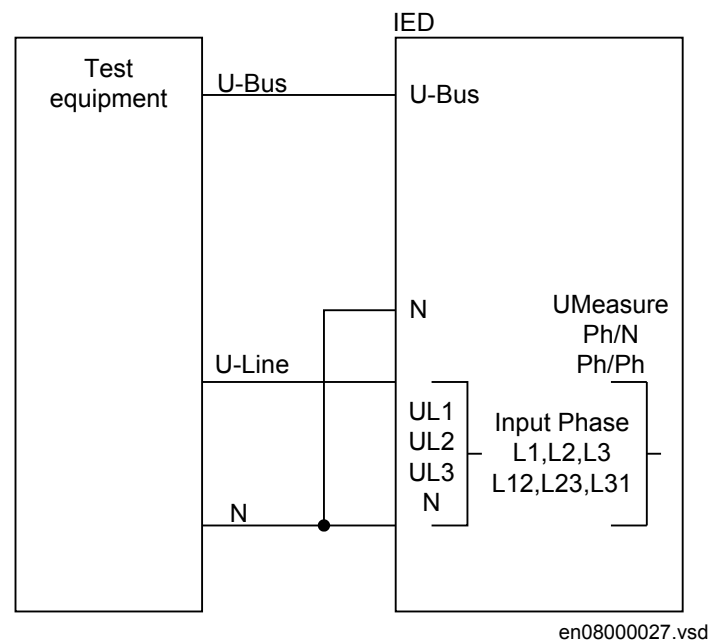 IED
Test
equipment
U-Bus
U-Bus
N
UMeasure
Ph/N
Ph/Ph
U-Line
UL1
UL2
UL3
N
Input Phase
L1,L2,L3
L12,L23,L31
N
en08000027.vsd